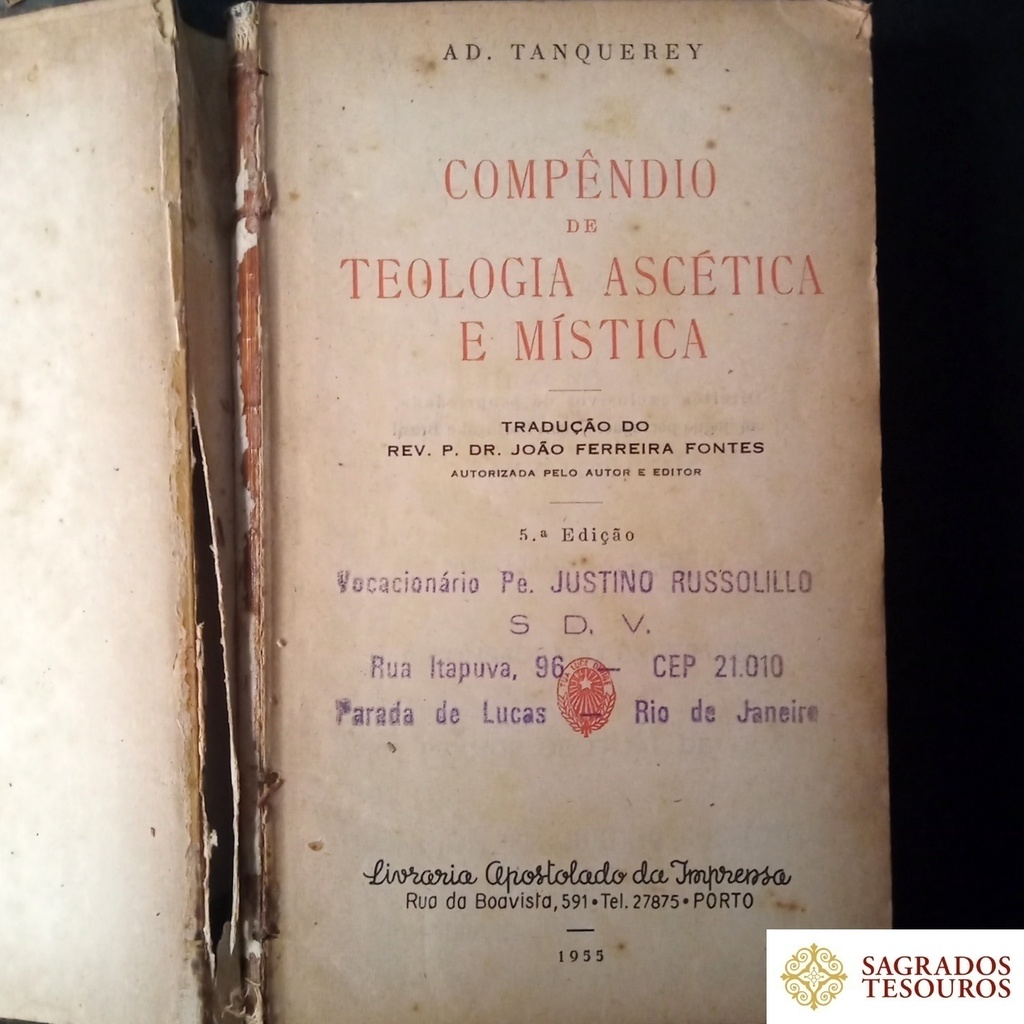 AD. TANQUEREY
COMPÊNDIO
DE
TEOLOGIA ASCÉTICA
E MÍSTICA
TRADUÇÃO DO
REV. P. DR. JOÃO FERREIRA FONTES
AUTORIZADA PELO AUTOR E EDITOR
5.ª Edição
Vocacionário Pe. JUSTINO RUSSOLILLO
S D. V.
Rua Itapuva, 96 — CEP 21.010
Parada de Lucas — Rio de Janeiro
Livraria Apostolado da Imprensa
Rua da Boavista, 591 • Tel. 27875 • PORTO
1955
SAGRADOS
TESOUROS